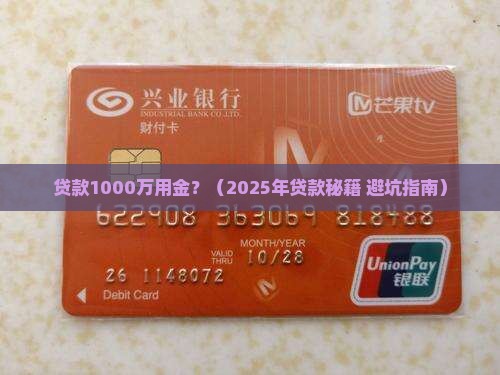 兴业银行
INDUSTRIAL BANK CO.,LTD.
财付卡
芒果tv
贷款1000万用金?(2025年贷款秘籍 避坑指南)
622908 363069 818488
MONTH/YEAR
VALID THRU 10/28
26 1148072
Debit Card
UnionPay
银联